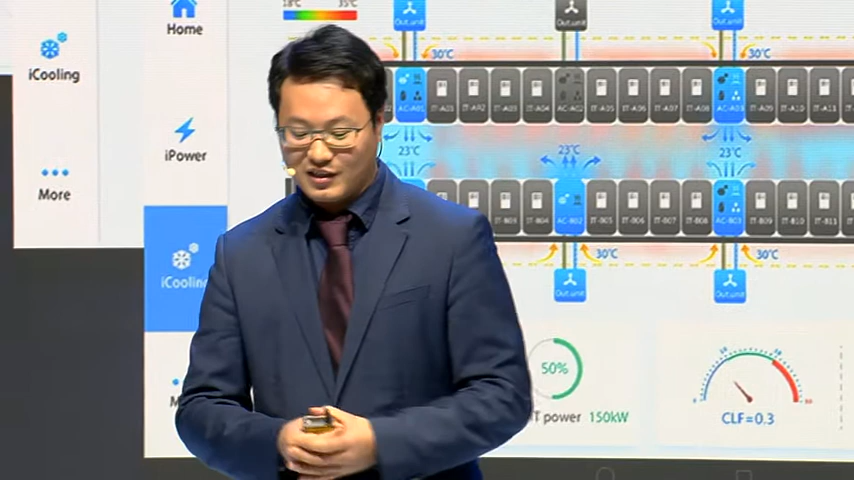 18℃ 35℃
iCooling
More
Home
iPower
iCooling
Out.unit
Out.unit
Out.unit
30℃
30℃
AC-A01
IT-A01
IT-A02
IT-A03
IT-A04
AC-A02
IT-A05
IT-A06
IT-A07
IT-A08
AC-A03
IT-A09
IT-A10
IT-A11
23℃
23℃
23℃
IT-B03
IT-B04
AC-B02
IT-B05
IT-B06
IT-B07
IT-B08
AC-B03
IT-B09
IT-B10
IT-B11
30℃
30℃
Out.unit
Out.unit
50%
power 150kW
CLF=0.3